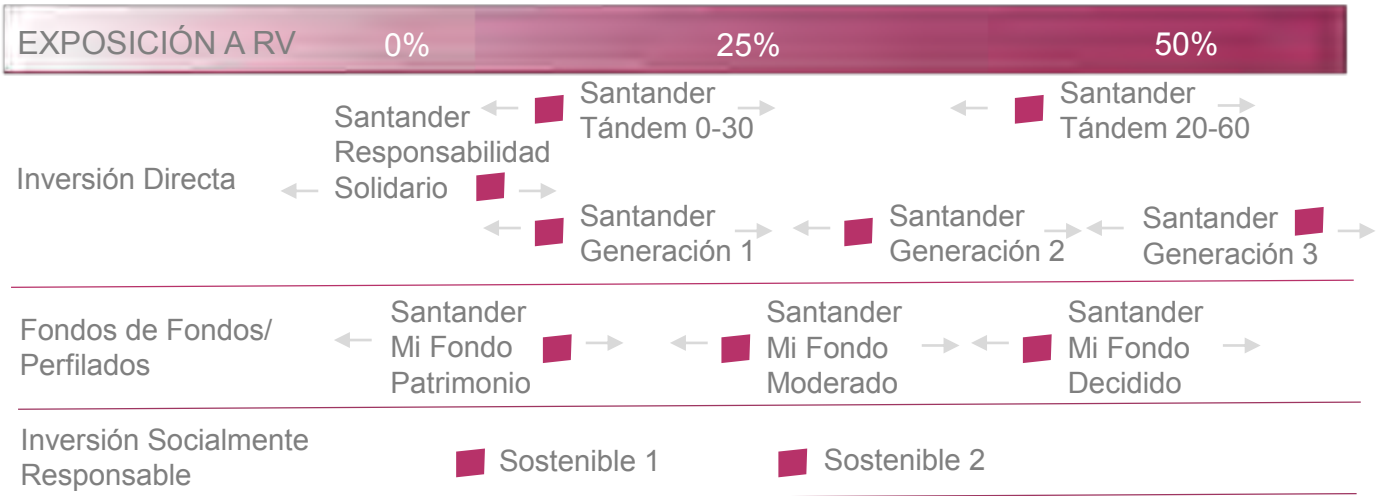 EXPOSICIÓN A RV 0% 25% 50%
Santander
Tándem 0-30
Santander
Tándem 20-60
Santander
Responsabilidad
Solidario
Inversión Directa
Santander
Generación 1
Santander
Generación 2
Santander
Generación 3
Fondos de Fondos/
Perfilados
Santander
Mi Fondo
Patrimonio
Santander
Mi Fondo
Moderado
Santander
Mi Fondo
Decidido
Inversión Socialmente
Responsable
Sostenible 1
Sostenible 2